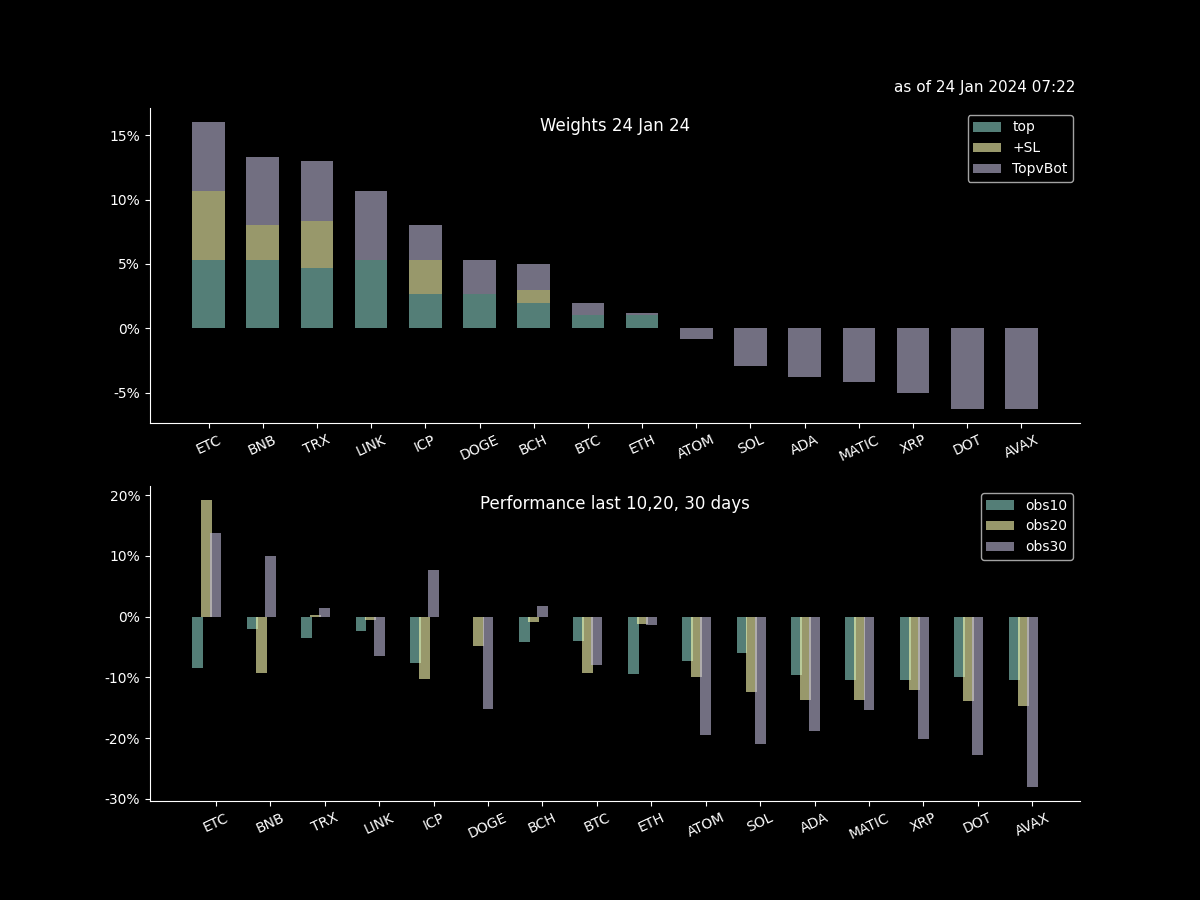 as of 24 Jan 2024 07:22
Weights 24 Jan 24
top
+SL
TopvBot
15%
10%
5%
0%
-5%
ETC BNB TRX LINK ICP DOGE BCH BTC ETH ATOM SOL ADA MATIC XRP DOT AVAX
Performance last 10,20, 30 days
obs10
obs20
obs30
20%
10%
0%
-10%
-20%
-30%
ETC BNB TRX LINK ICP DOGE BCH BTC ETH ATOM SOL ADA MATIC XRP DOT AVAX